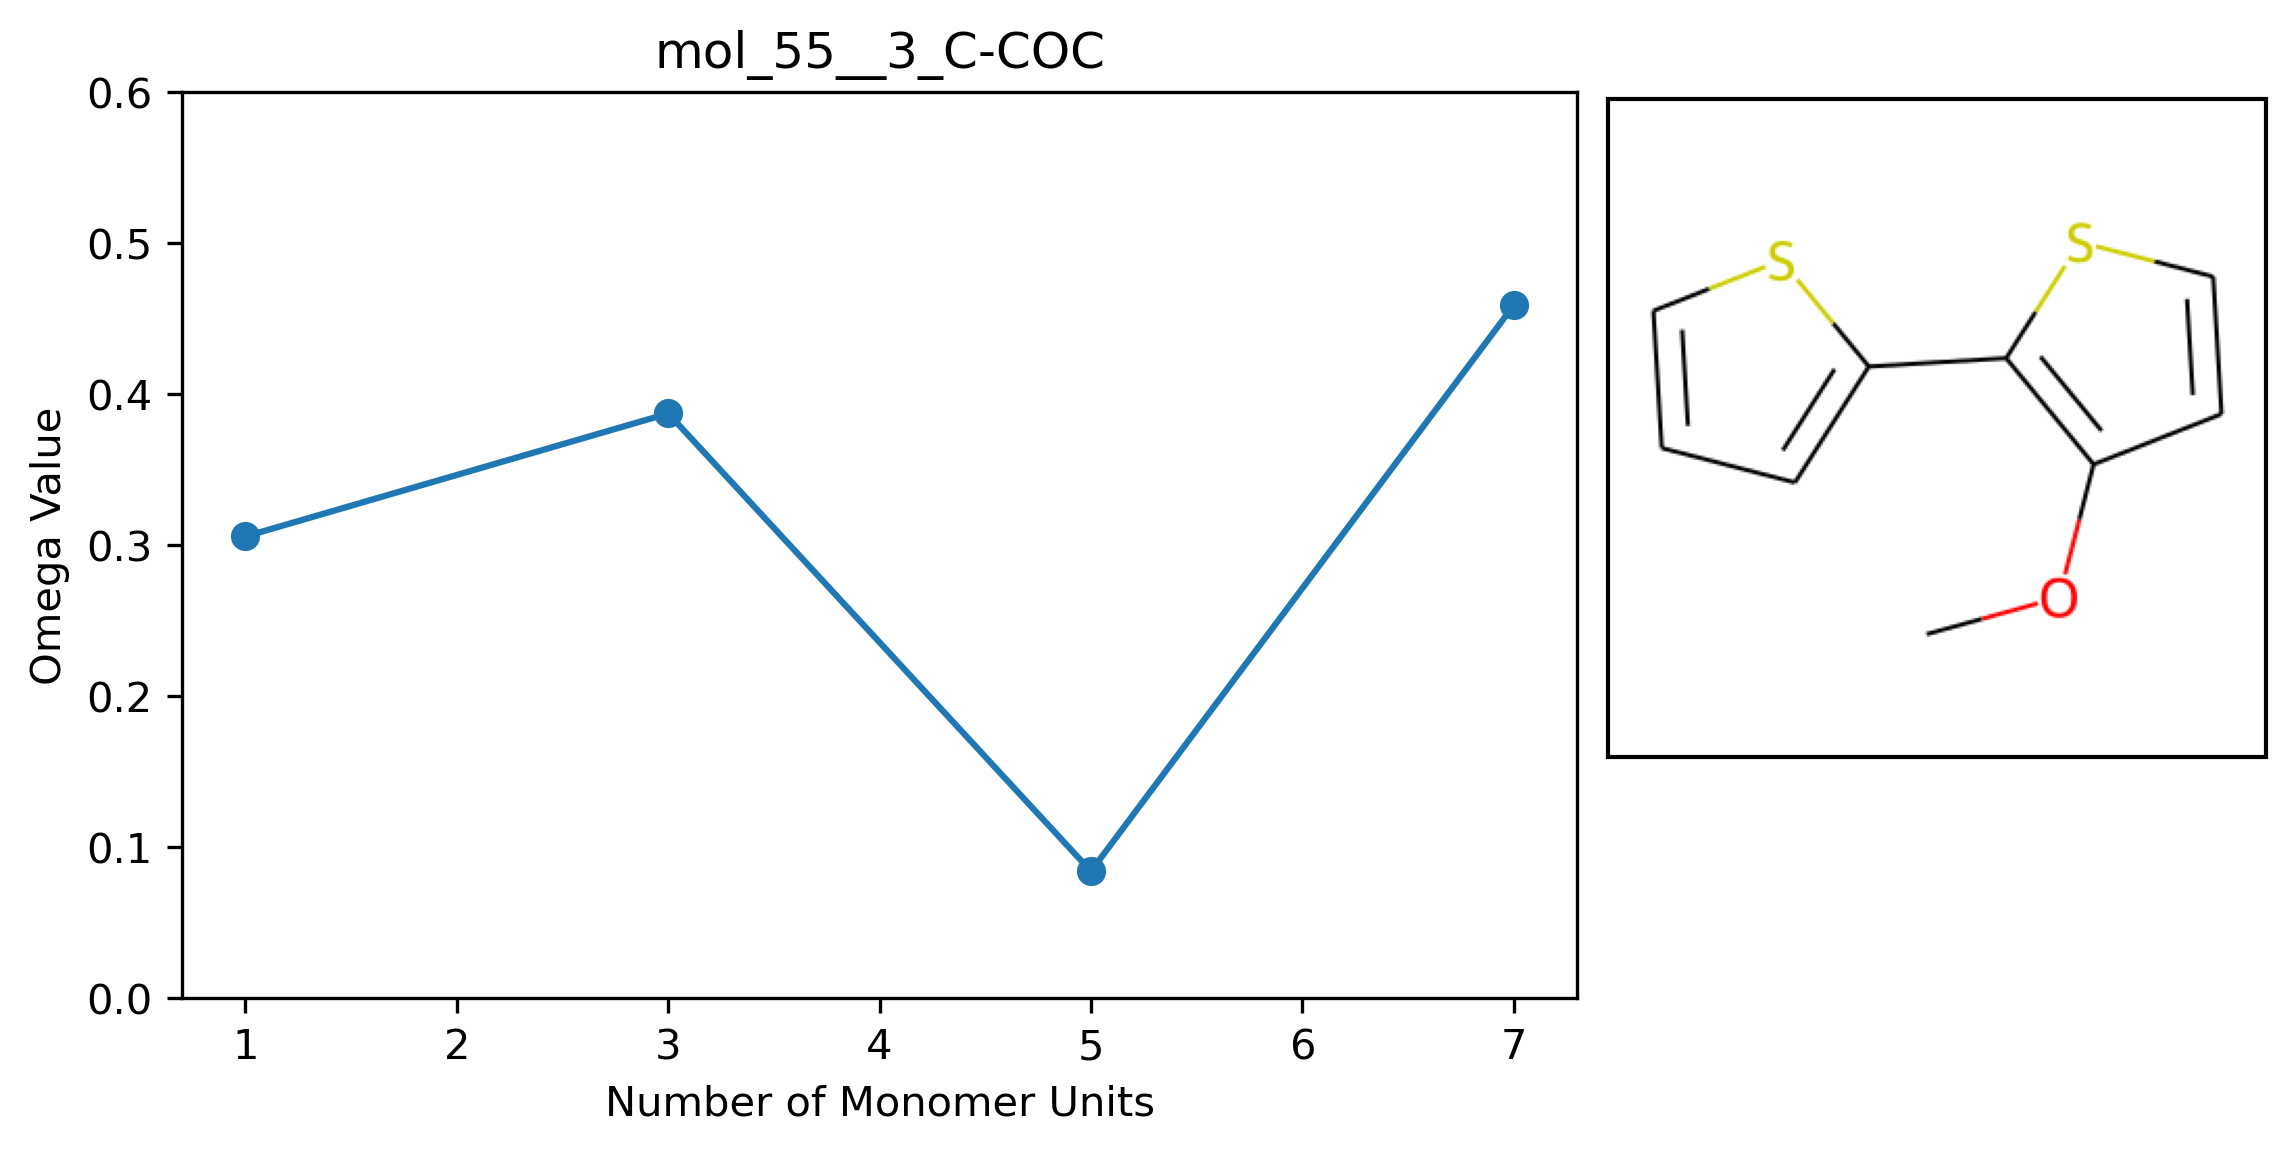 mol_55__3_C-COC
0.6
0.5
0.4
0.3
0.2
0.1
0.0
Omega Value
1 2 3 4 5 6 7
Number of Monomer Units
S
S
O